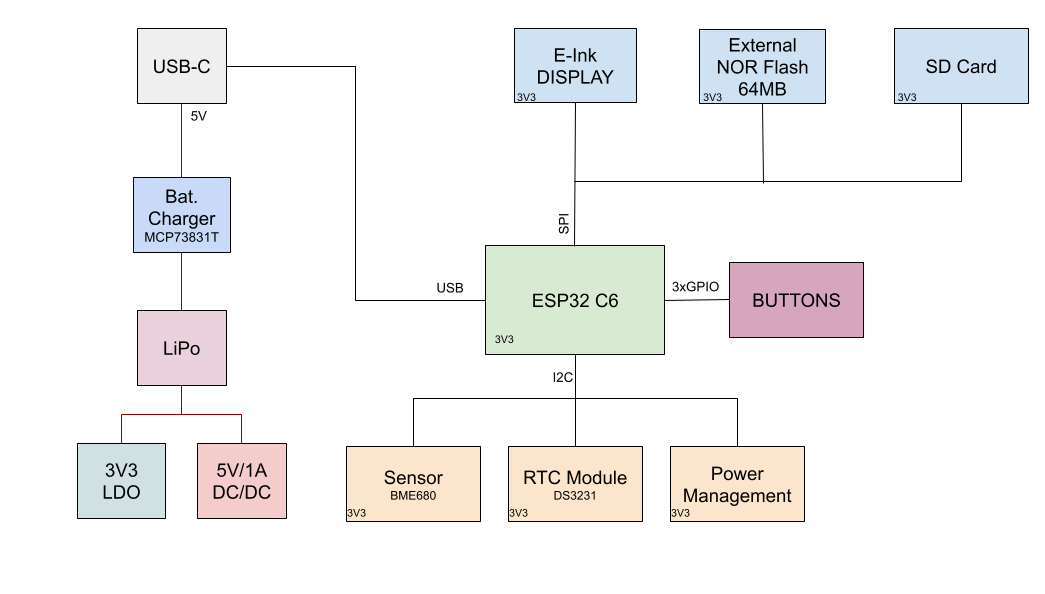 USB-C
5V
E-Ink
DISPLAY
3V3
External
NOR Flash
64MB
3V3
SD Card
3V3
Bat.
Charger
MCP73831T
SPI
USB
ESP32 C6
3V3
3xGPIO
BUTTONS
LiPo
I2C
3V3
LDO
5V/1A
DC/DC
Sensor
BME680
3V3
RTC Module
DS3231
3V3
Power
Management
3V3